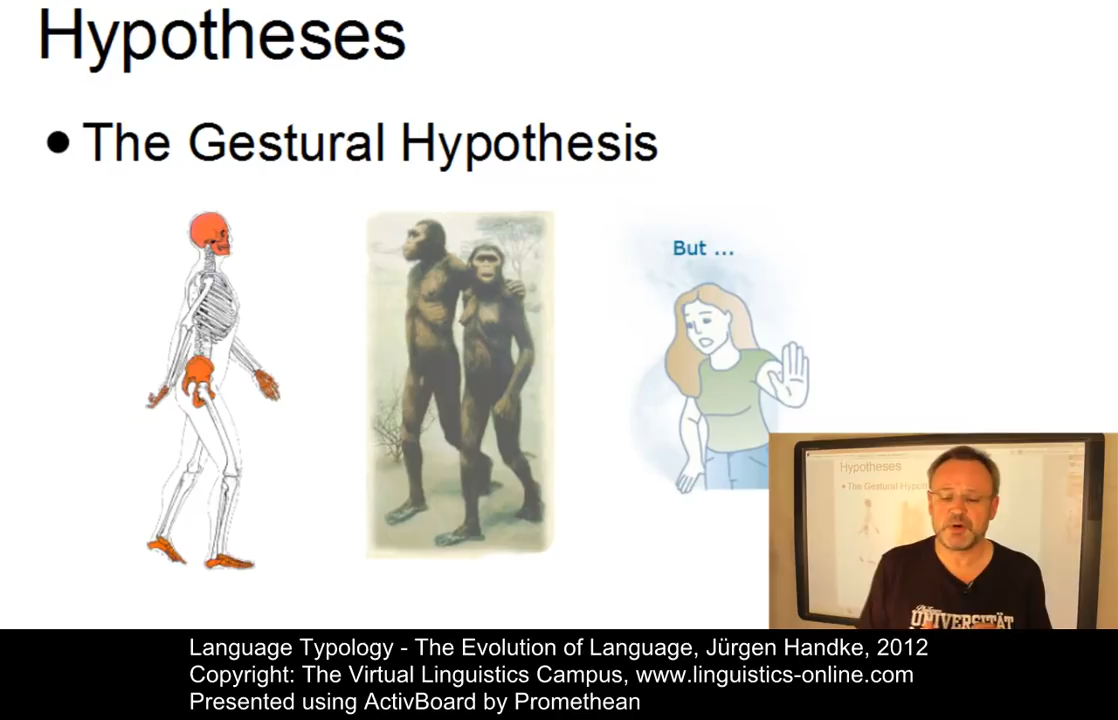 Hypotheses
• The Gestural Hypothesis
But ...
Hypotheses
• The Gestural Hypoth
UNIVERSITÄT
Language Typology - The Evolution of Language, Jürgen Handke, 2012
Copyright: The Virtual Linguistics Campus, www.linguistics-online.com
Presented using ActivBoard by Promethean